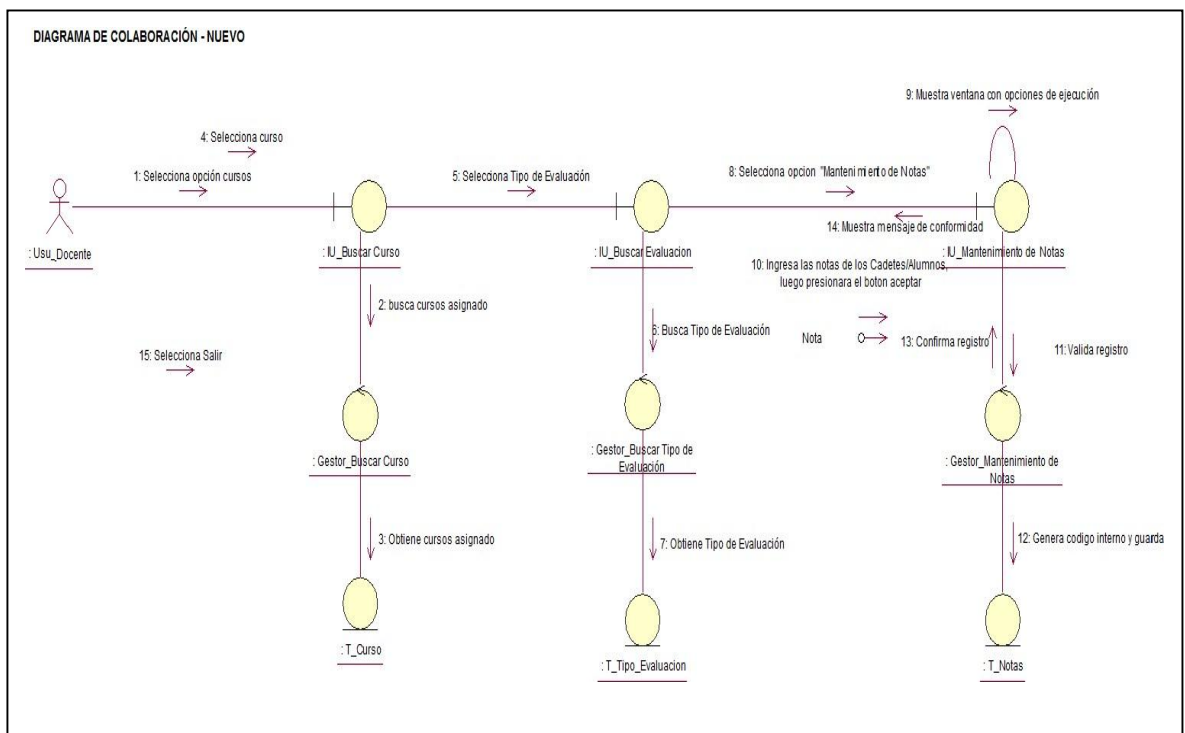 DIAGRAMA DE COLABORACIÓN - NUEVO
9: Muestra ventana con opciones de ejecución
4: Selecciona curso
1: Selecciona opción cursos
5: Selecciona Tipo de Evaluación
8: Selecciona opcion "Mantenimiento de Notas"
14: Muestra mensaje de conformidad
: Usu_Docente
: IU_Buscar Curso
: IU_Buscar Evaluacion
: IU_Mantenimiento de Notas
10: Ingresa las notas de los Cadetes/Alumnos,
luego presionara el boton aceptar
2: busca cursos asignado
6: Busca Tipo de Evaluación
Nota
13: Confirma registro
11: Valida registro
15: Selecciona Salir
: Gestor_Buscar Curso
: Gestor_Buscar Tipo de
Evaluación
: Gestor_Mantenimiento de
Notas
3: Obtiene cursos asignado
7: Obtiene Tipo de Evaluación
12: Genera codigo interno y guarda
: T_Curso
: T_Tipo_Evaluacion
: T_Notas